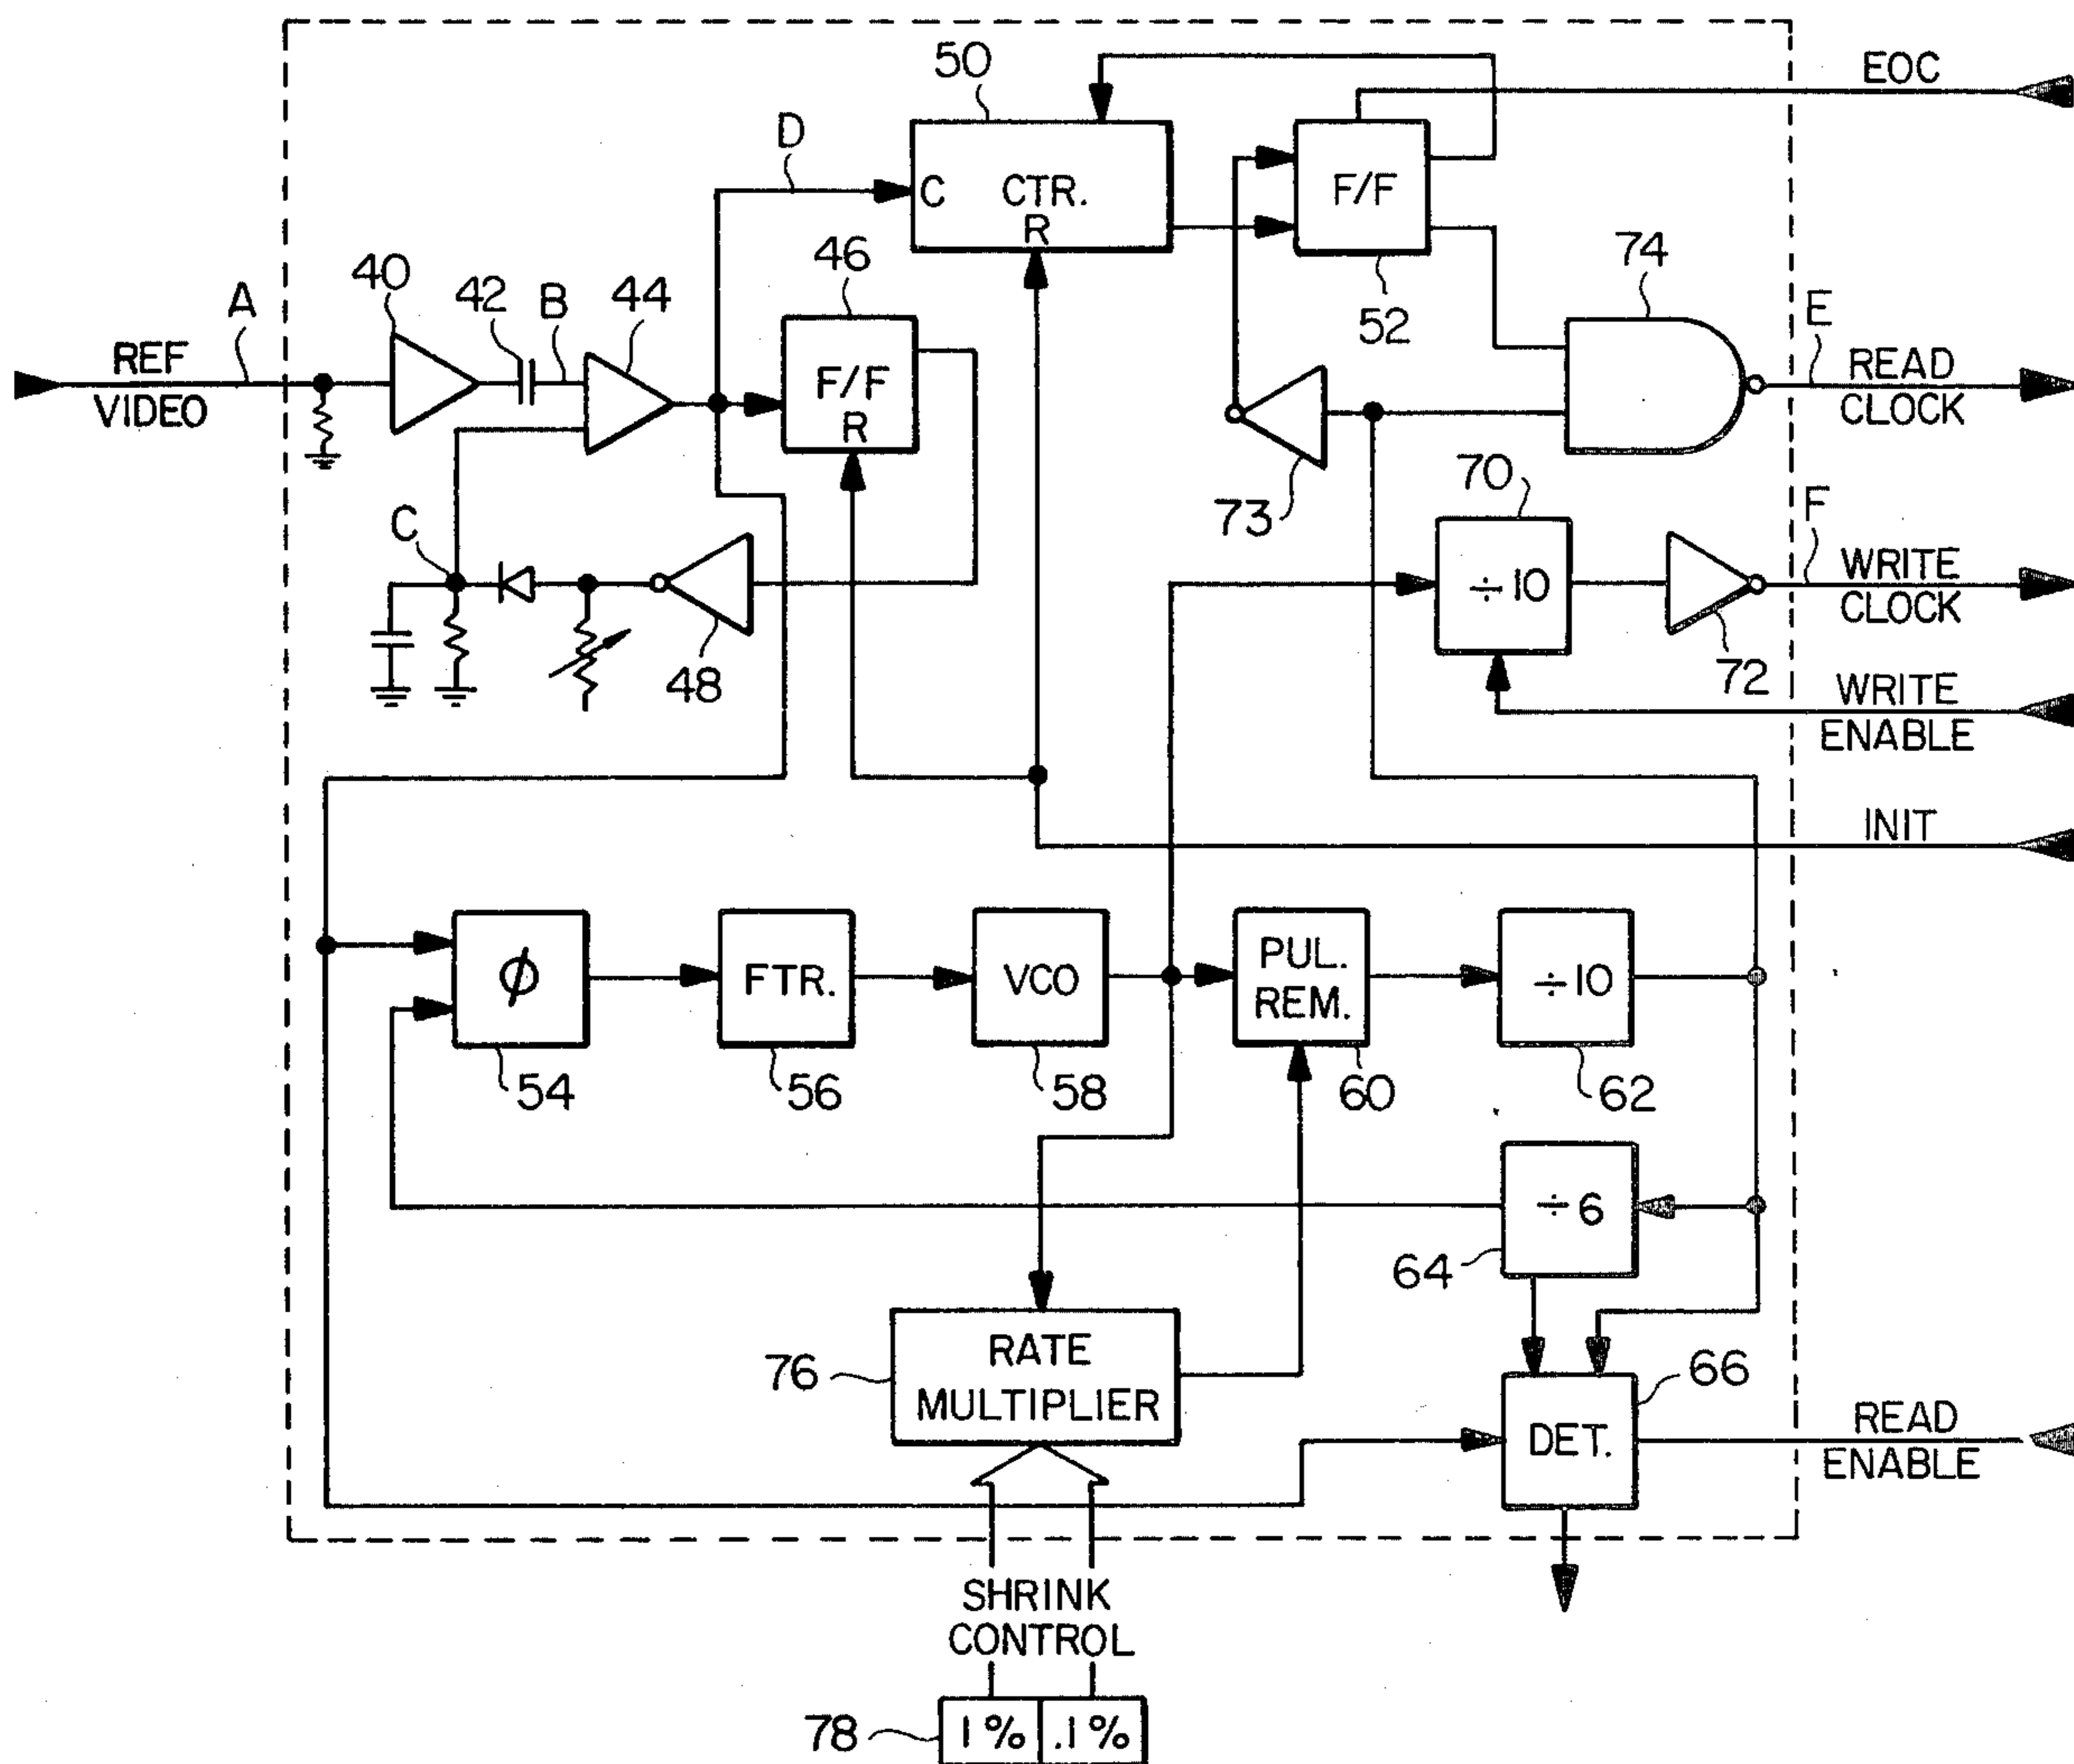 50
EOC
D
C CTR.
R
F/F
52
40
42
B
44
46
F/F
R
74
A
REF
VIDEO
E
READ
CLOCK
73
70
÷10
72
F
WRITE
CLOCK
C
48
WRITE
ENABLE
INIT
ϕ
54
FTR.
56
VCO
58
PUL.
REM.
60
÷10
62
÷6
64
RATE
MULTIPLIER
76
66
DET.
READ
ENABLE
SHRINK
CONTROL
78
1% .1%